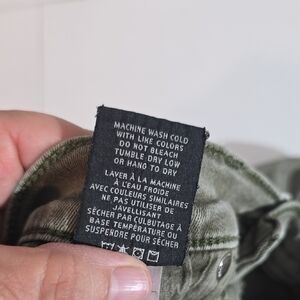 MACHINE WASH COLD
WITH LIKE COLORS
DO NOT BLEACH
TUMBLE DRY LOW
OR HANG TO DRY
LAVER À LA MACHINE
À L'EAU FROIDE
AVEC COULEURS SIMILAIRES
NE PAS UTILISER DE
JAVELLISANT
SÉCHER PAR CULBUTAGE À
BASE TEMPÉRATURE OU
SUSPENDRE POUR SÉCHER